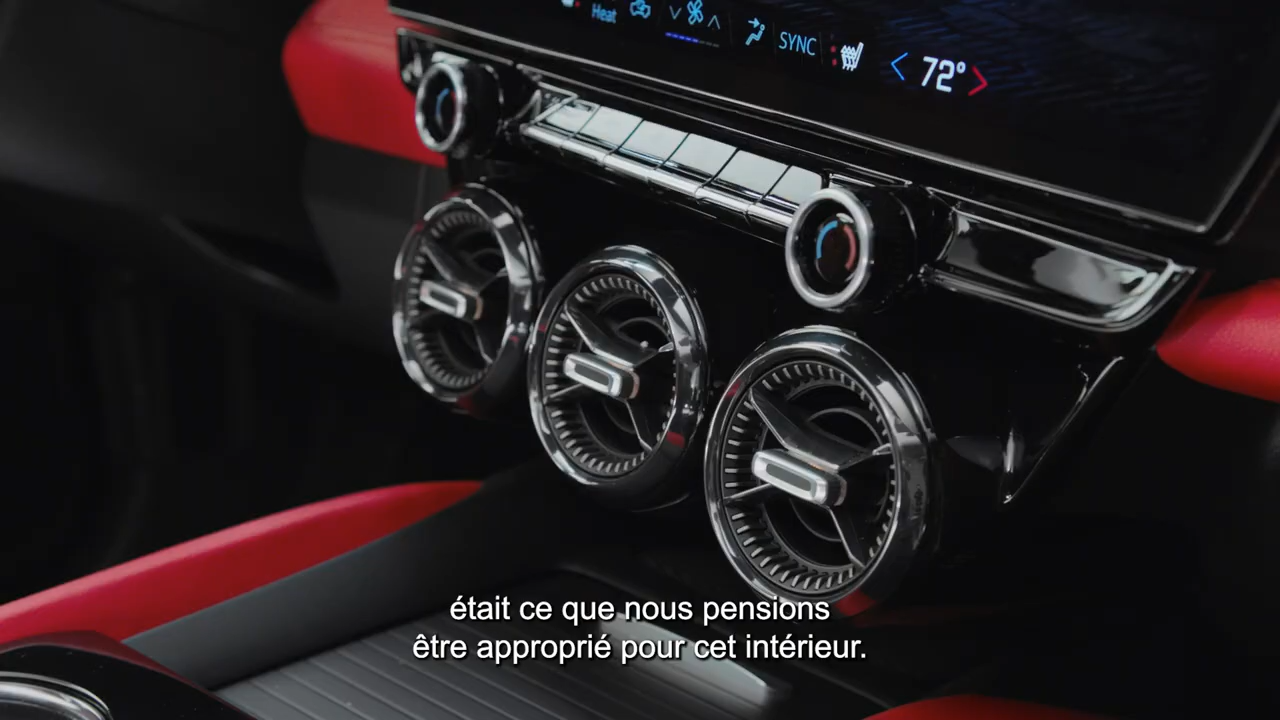 Heat
SYNC
72°
était ce que nous pensions
être approprié pour cet intérieur.